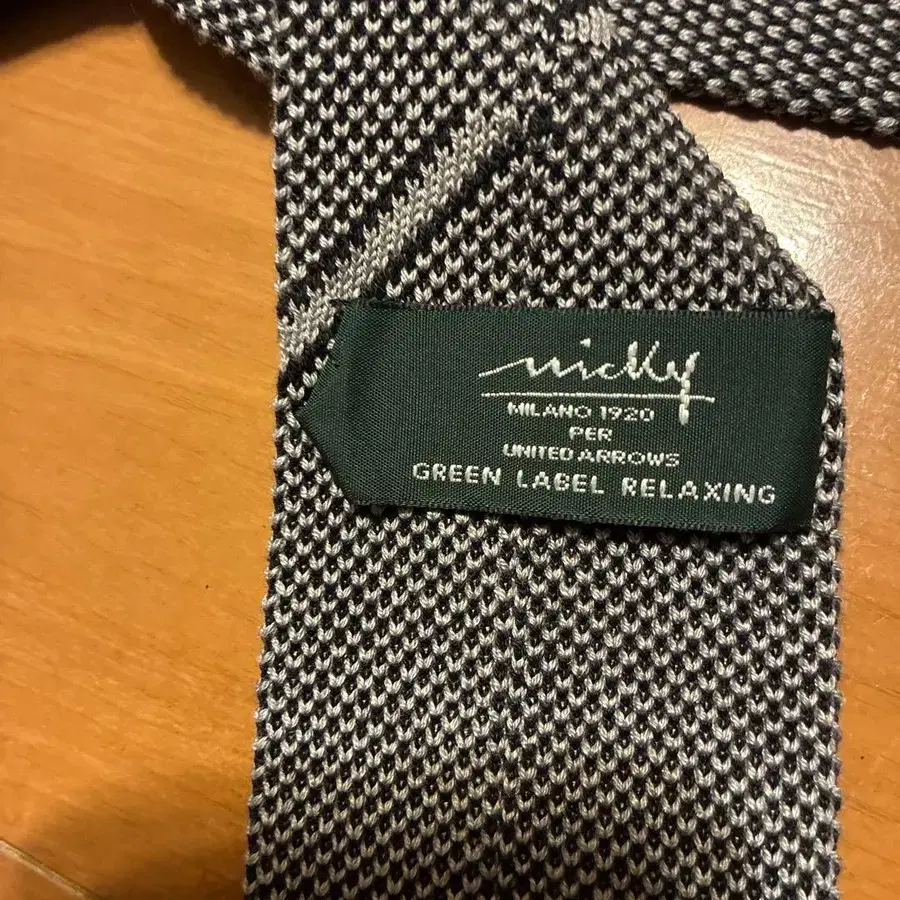 nicky
MILANO 1920
PER
UNITED ARROWS
GREEN LABEL RELAXING